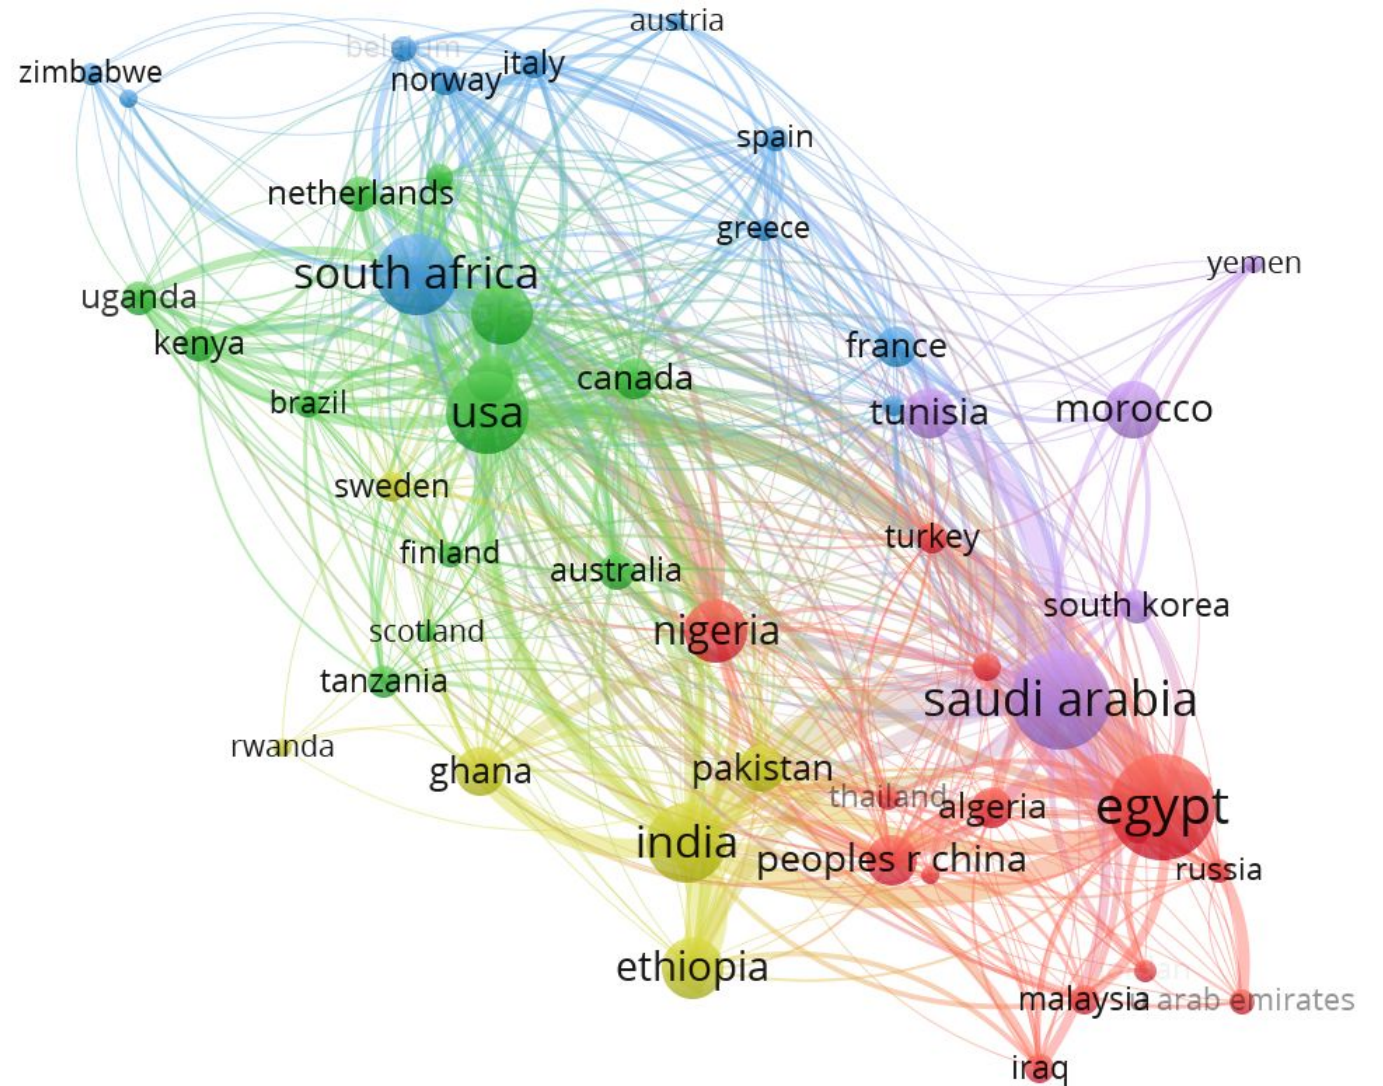 austria
zimbabwe
belgium
norway
italy
spain
netherlands
greece
south africa
uganda
yemen
kenya
france
canada
brazil
usa
tunisia
morocco
sweden
turkey
finland
australia
south korea
scotland
nigeria
tanzania
saudi arabia
rwanda
ghana
pakistan
thailand
algeria
egypt
india
peoples r china
russia
ethiopia
malaysia
u arab emirates
iraq